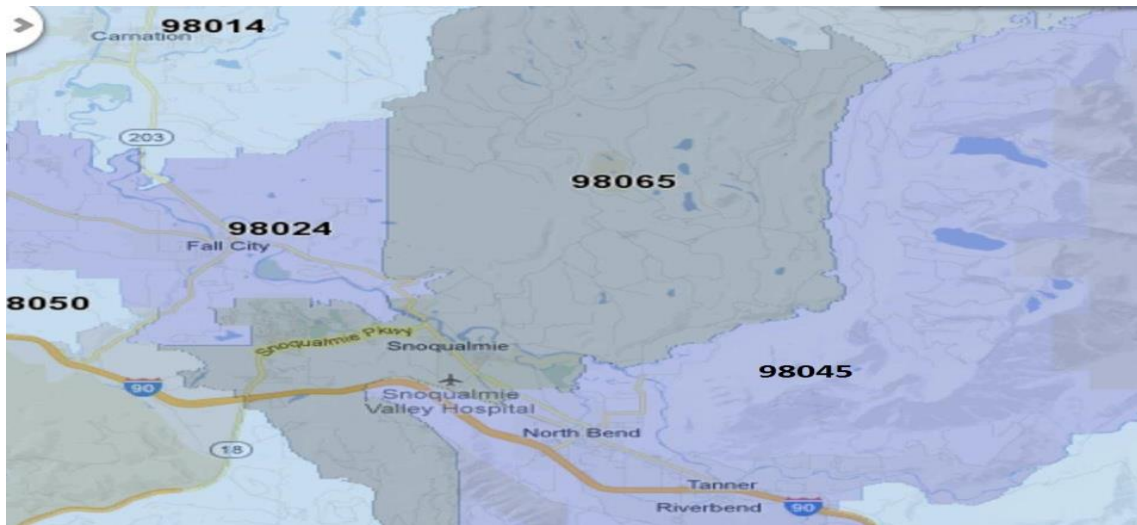 98014
Carnation
203
98065
98024
Fall City
98050
Snoqualmie Pkwy
Snoqualmie
98045
90
Snoqualmie
Valley Hospital
North Bend
18
Tanner
Riverbend
90